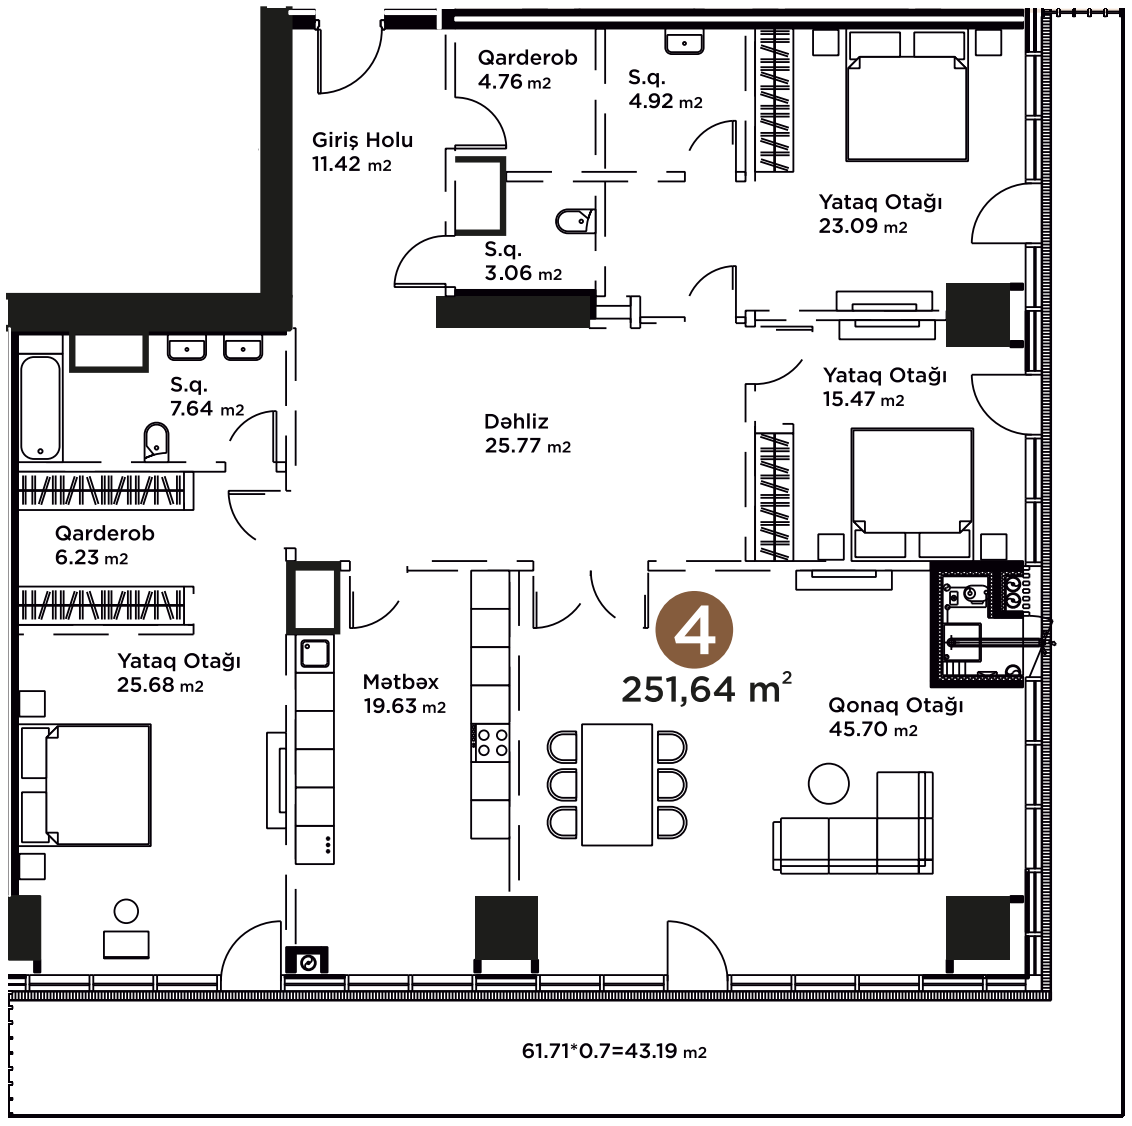 Qarderob
4.76 m2
S.q.
4.92 m2
Giriş Holu
11.42 m2
Yataq Otağı
23.09 m2
S.q.
3.06 m2
Yataq Otağı
15.47 m2
S.q.
7.64 m2
Dəhliz
25.77 m2
Qarderob
6.23 m2
4
251,64 m²
Yataq Otağı
25.68 m2
Mətbəx
19.63 m2
Qonaq Otağı
45.70 m2
61.71*0.7=43.19 m2